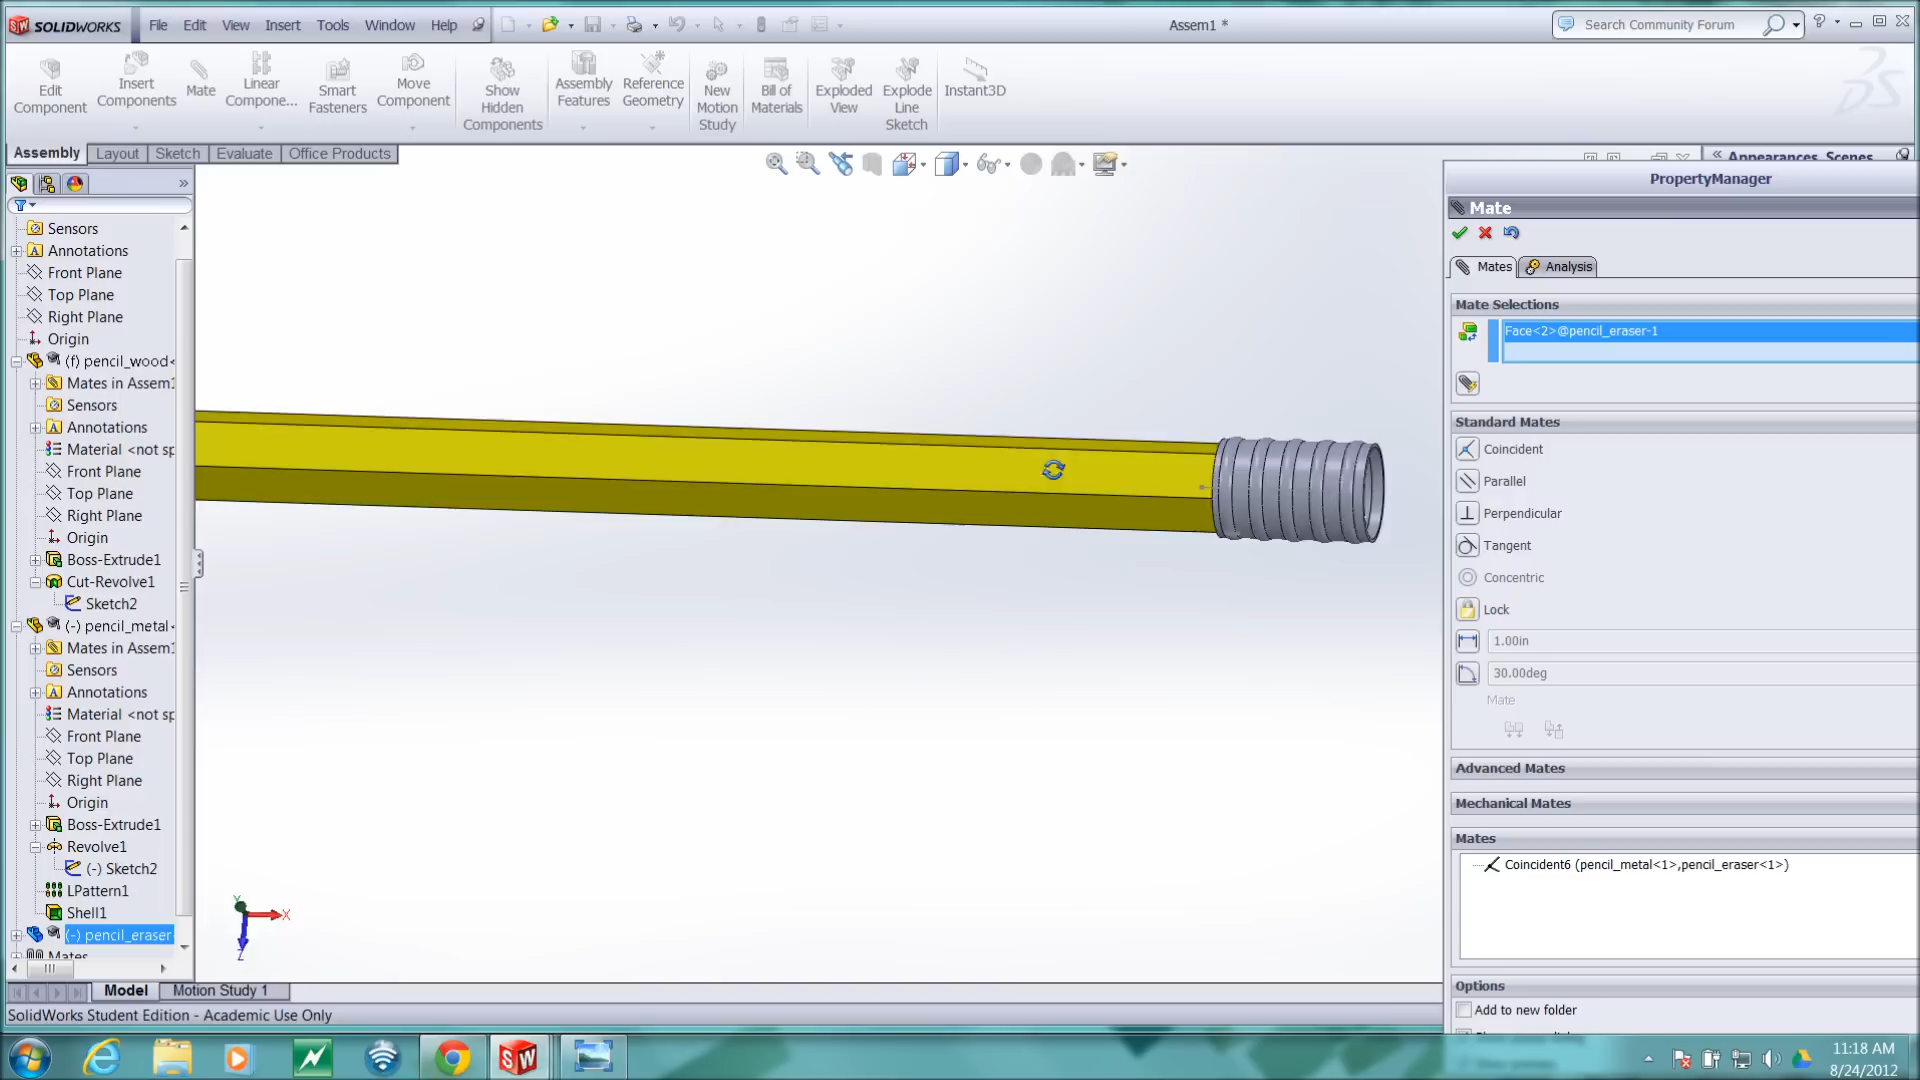 SOLIDWORKS File Edit View Insert Tools Window Help Assem1 * Search Community Forum ?
Edit Component
Insert Components
Mate
Linear Compone...
Smart Fasteners
Move Component
Show Hidden Components
Assembly Features
Reference Geometry
New Motion Study
Bill of Materials
Exploded View
Explode Line Sketch
Instant3D
Assembly Layout Sketch Evaluate Office Products
Appearances, Scenes
Sensors
Annotations
Front Plane
Top Plane
Right Plane
Origin
(f) pencil_wood<
Mates in Assem1
Sensors
Annotations
Material <not sp
Front Plane
Top Plane
Right Plane
Origin
Boss-Extrude1
Cut-Revolve1
Sketch2
(-) pencil_metal<
Mates in Assem1
Sensors
Annotations
Material <not sp
Front Plane
Top Plane
Right Plane
Origin
Boss-Extrude1
Revolve1
(-) Sketch2
LPattern1
Shell1
(-) pencil_eraser
Mates
Y
X
Z
PropertyManager
Mate
Mates Analysis
Mate Selections
Face<2>@pencil_eraser-1
Standard Mates
Coincident
Parallel
Perpendicular
Tangent
Concentric
Lock
1.00in
30.00deg
Mate
Advanced Mates
Mechanical Mates
Mates
Coincident6 (pencil_metal<1>,pencil_eraser<1>)
Options
Add to new folder
Model Motion Study 1
SolidWorks Student Edition - Academic Use Only
11:18 AM
8/24/2012